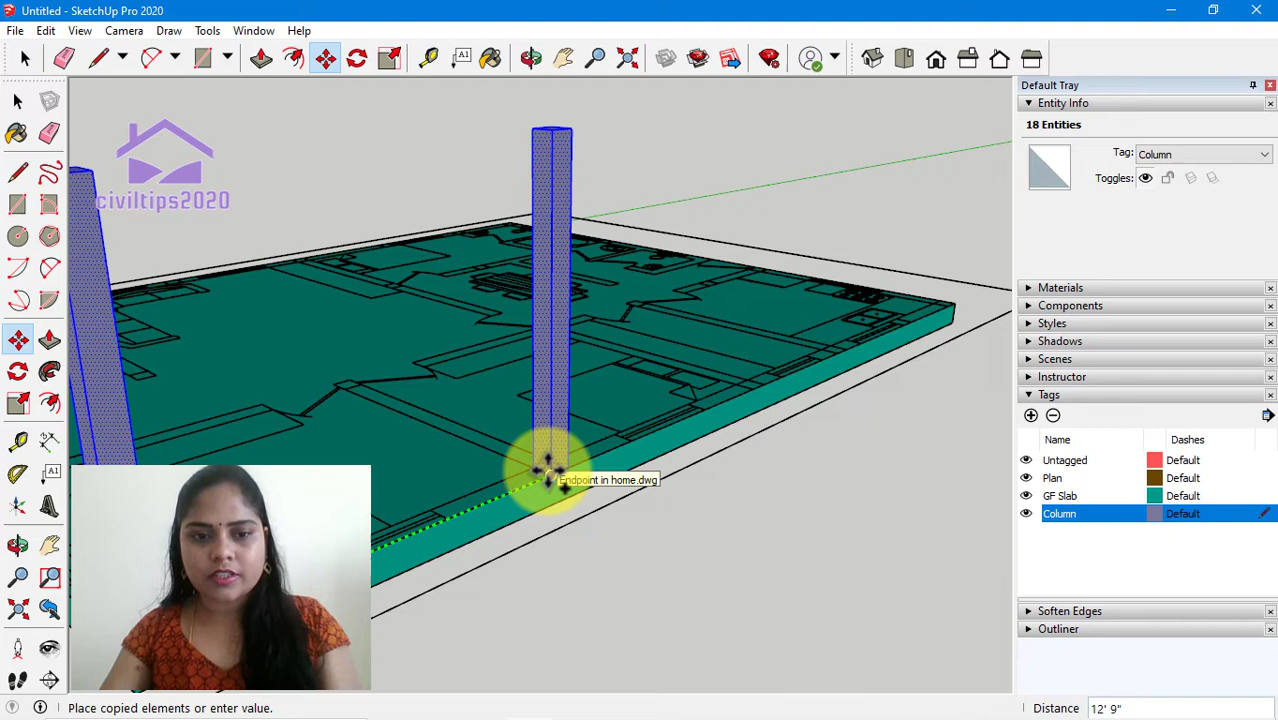 Untitled - SketchUp Pro 2020
File Edit View Camera Draw Tools Window Help
A1
Default Tray
Entity Info
18 Entities
Tag: Column
Toggles:
civiltips2020
Materials
Components
Styles
Shadows
Scenes
Instructor
Tags
Name Dashes
Untagged Default
Plan Default
GF Slab Default
Column Default
A1
Endpoint in home.dwg
Soften Edges
Outliner
Place copied elements or enter value. Distance 12' 9"